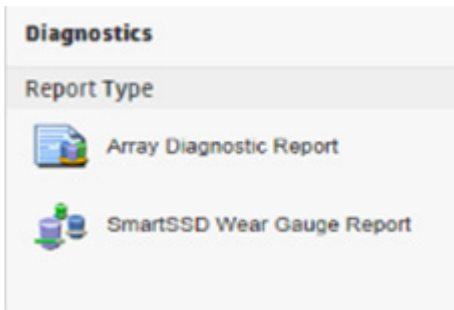 Diagnostics
Report Type
Array Diagnostic Report
SmartSSD Wear Gauge Report